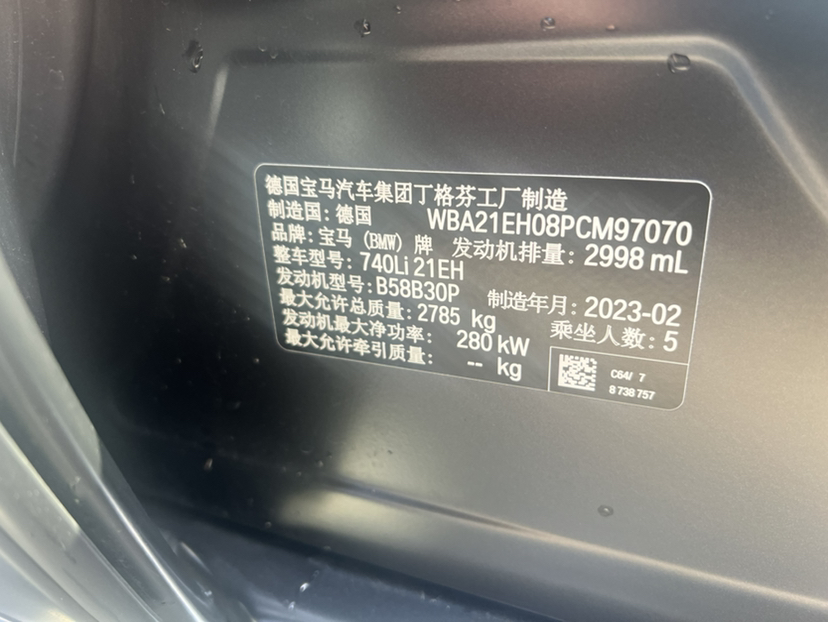 德国宝马汽车集团丁格芬工厂制造
制造国：德国 WBA21EH08PCM97070
品牌：宝马 (BMW) 牌 发动机排量：2998 mL
整车型号：740Li 21EH
发动机型号：B58B30P 制造年月：2023-02
最大允许总质量：2785 kg 乘坐人数：5
发动机最大净功率： 280 kW
最大允许牵引质量： -- kg
C64/ 7
8 738 757